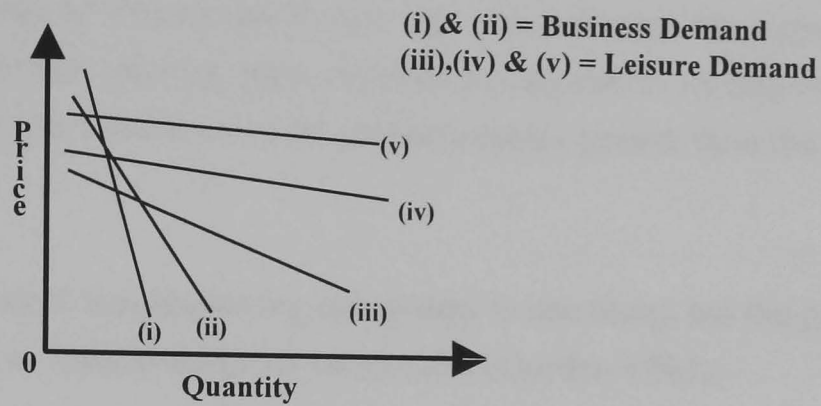 (i) & (ii) = Business Demand
(iii),(iv) & (v) = Leisure Demand
Price
(v)
(iv)
(iii)
(i)
(ii)
0
Quantity